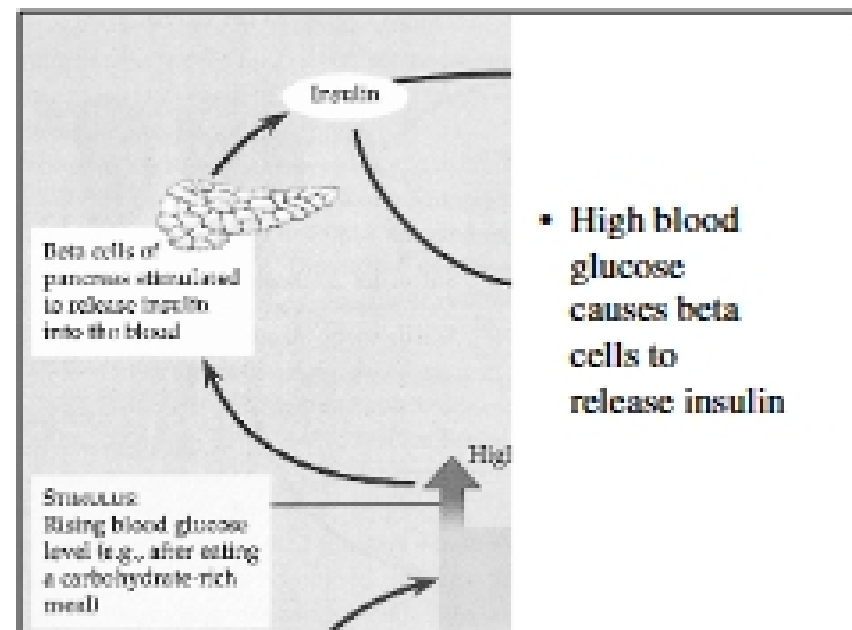 Insulin
Beta cells of
pancreas stimulated
to release insulin
into the blood
High
STIMULUS:
Rising blood glucose
level (e.g., after eating
a carbohydrate-rich
meal)
• High blood
glucose
causes beta
cells to
release insulin